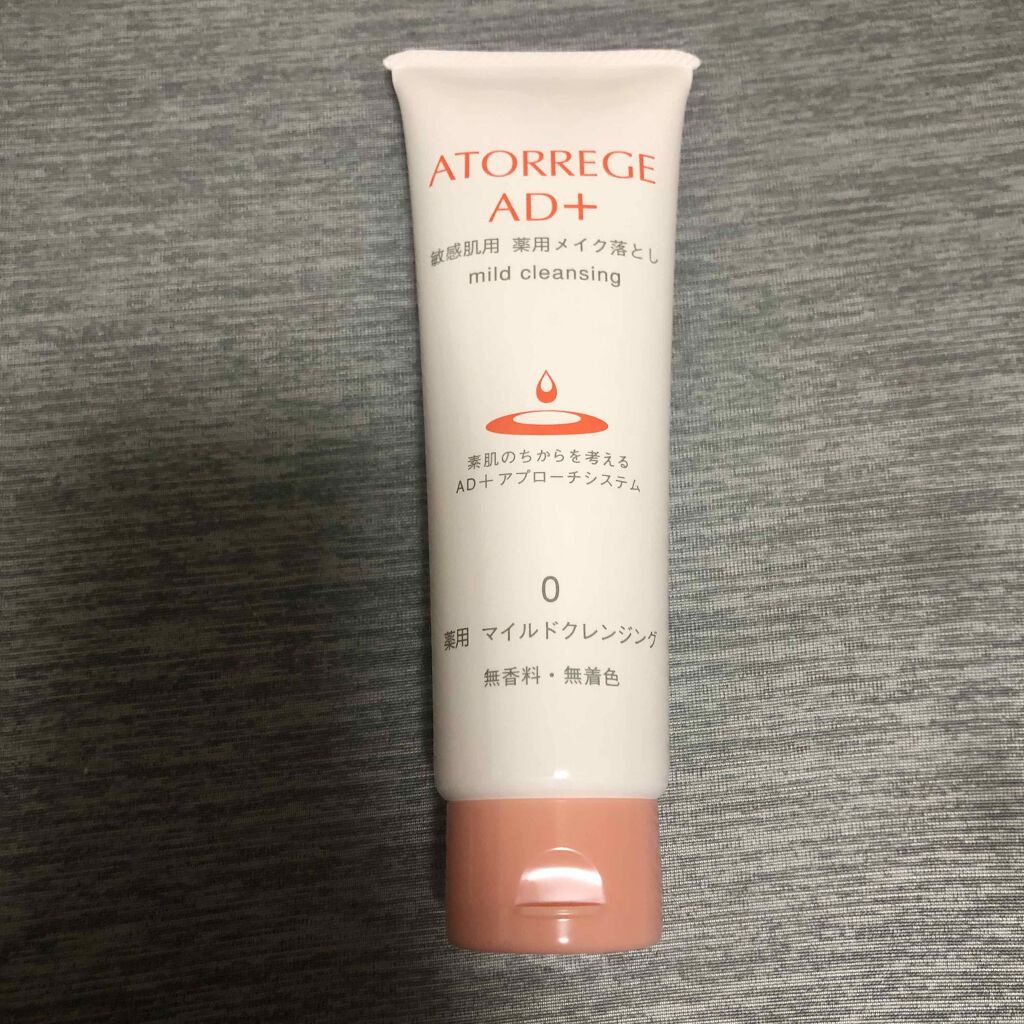 ATORREGE
AD+
敏感肌用 薬用メイク落とし
mild cleansing
素肌のちからを考える
AD+アプローチシステム
0
薬用 マイルドクレンジング
無香料・無着色